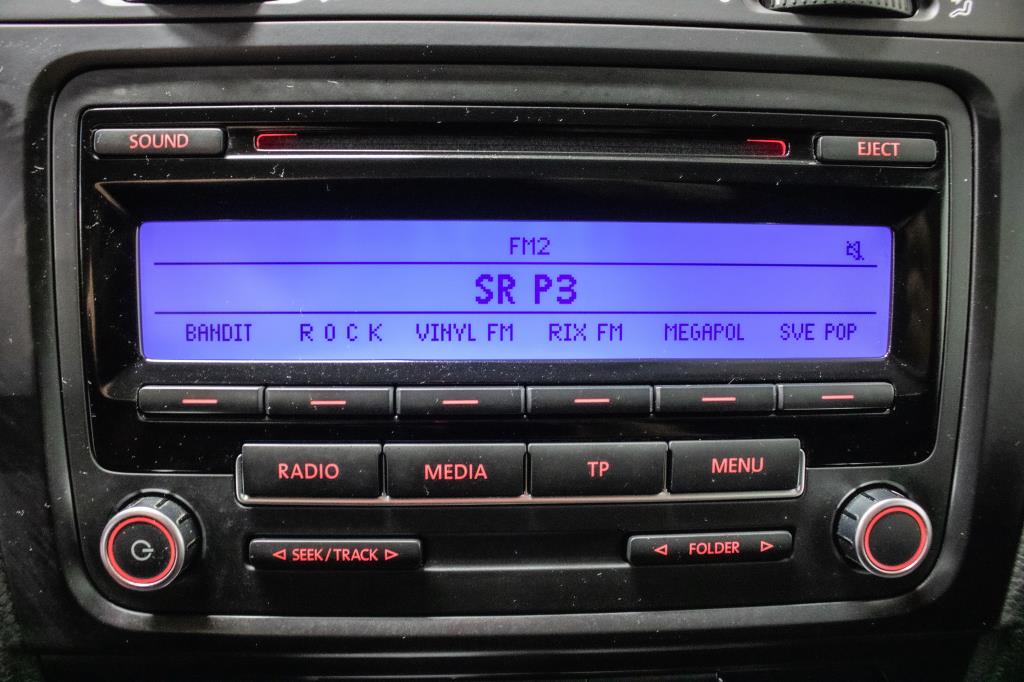 SOUND EJECT
FM2
SR P3
BANDIT R O C K VINYL FM RIX FM MEGAPOL SVE POP
RADIO MEDIA TP MENU
SEEK/TRACK FOLDER